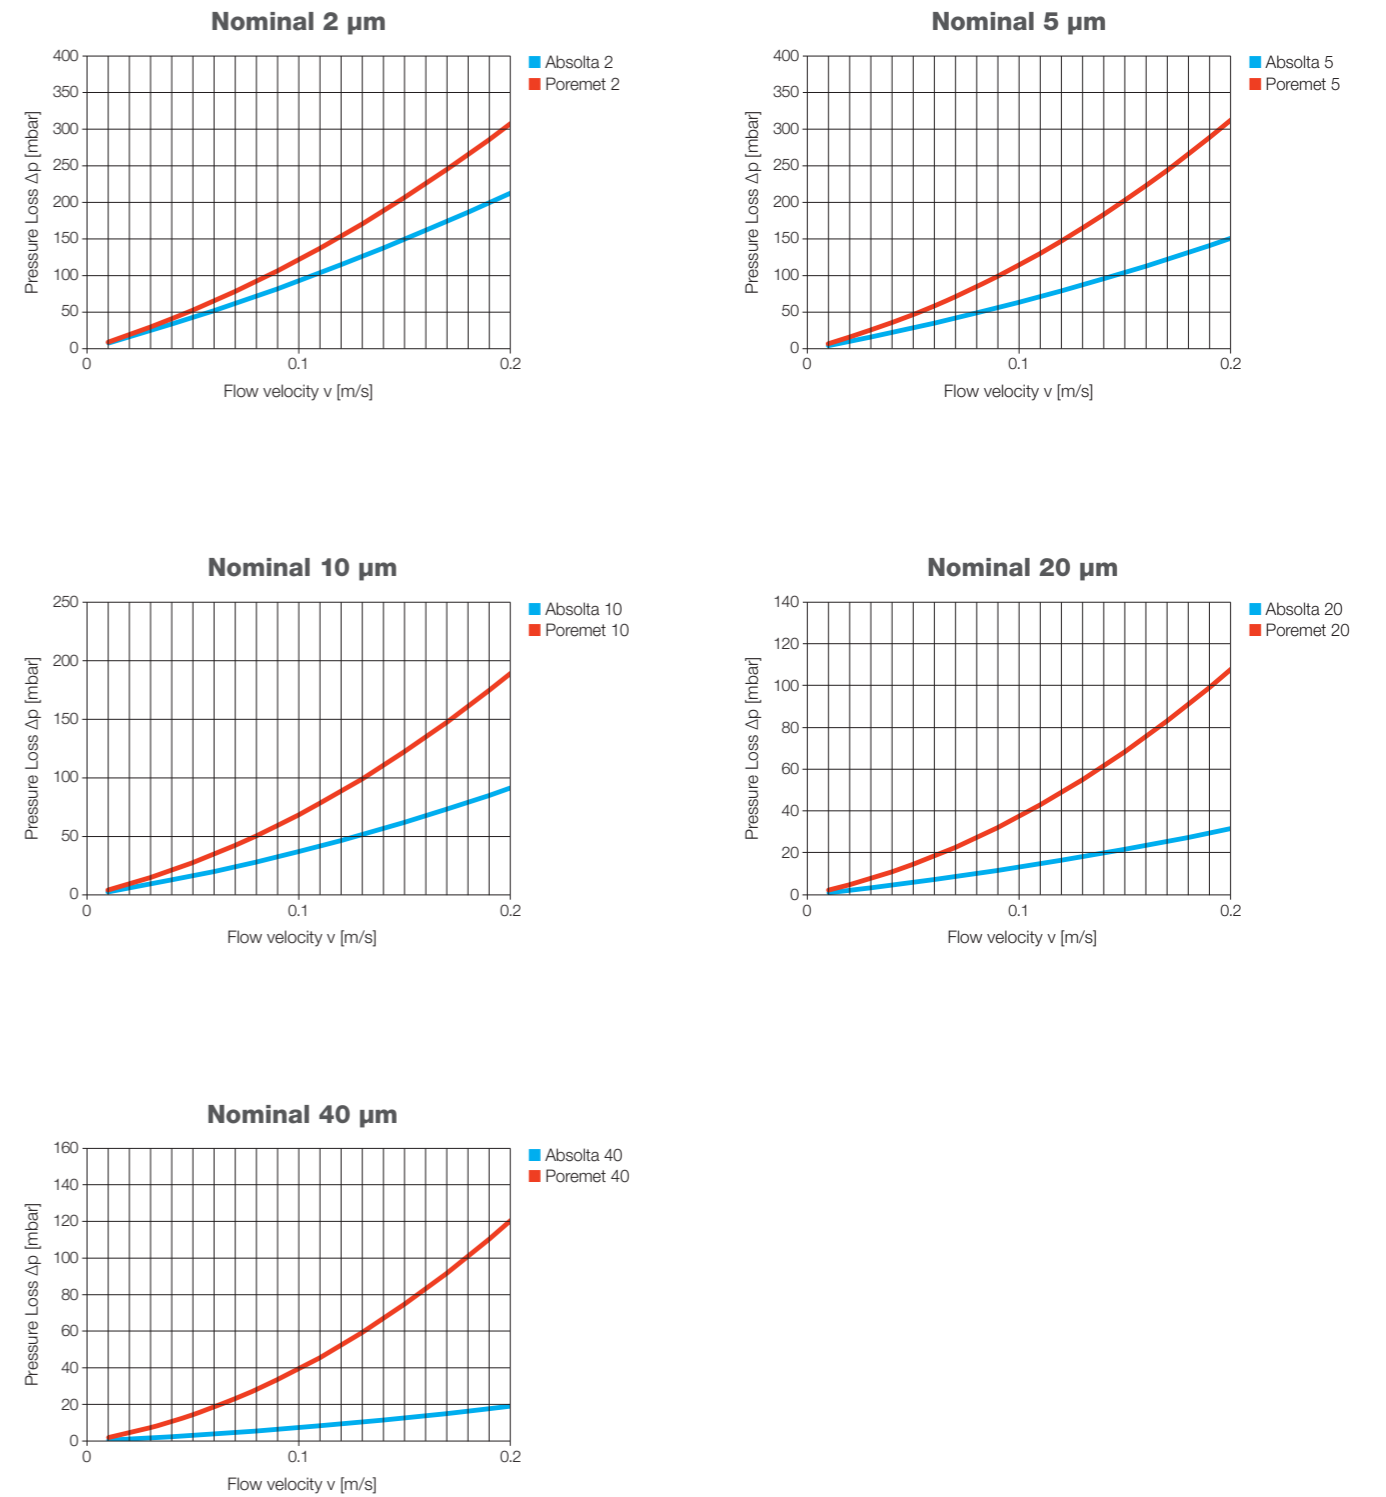 Nominal 2 µm
400
350
300
250
200
150
100
50
0
Pressure Loss Δp [mbar]
0 0.1 0.2
Flow velocity v [m/s]
Absolta 2
Poremet 2
Nominal 5 µm
400
350
300
250
200
150
100
50
0
Pressure Loss Δp [mbar]
0 0.1 0.2
Flow velocity v [m/s]
Absolta 5
Poremet 5
Nominal 10 µm
250
200
150
100
50
0
Pressure Loss Δp [mbar]
0 0.1 0.2
Flow velocity v [m/s]
Absolta 10
Poremet 10
Nominal 20 µm
140
120
100
80
60
40
20
0
Pressure Loss Δp [mbar]
0 0.1 0.2
Flow velocity v [m/s]
Absolta 20
Poremet 20
Nominal 40 µm
160
140
120
100
80
60
40
20
0
Pressure Loss Δp [mbar]
0 0.1 0.2
Flow velocity v [m/s]
Absolta 40
Poremet 40